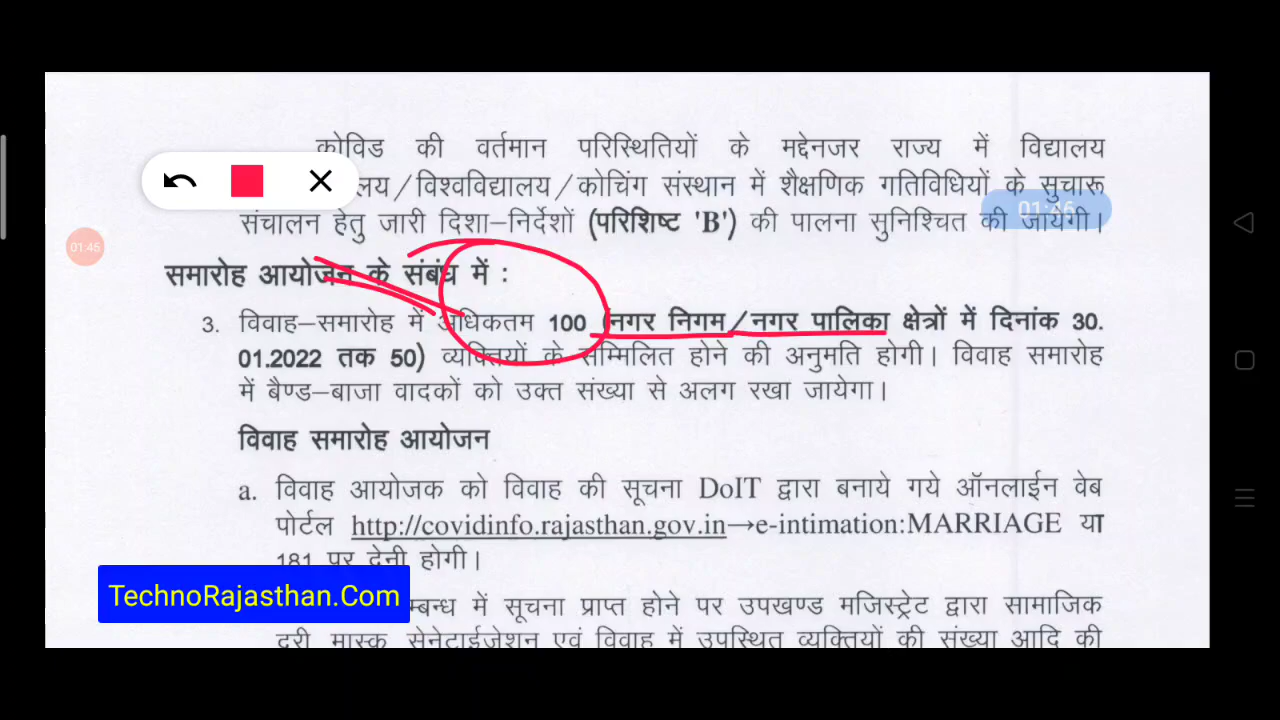 कोविड की वर्तमान परिस्थितियों के मद्देनजर राज्य में विद्यालय
लय/विश्वविद्यालय/कोचिंग संस्थान में शैक्षणिक गतिविधियों के सुचारू
संचालन हेतु जारी दिशा–निर्देशों (परिशिष्ट 'B') की पालना सुनिश्चित की जायेगी।
01:46
01:45
समारोह आयोजन के संबंध में :
3. विवाह–समारोह में अधिकतम 100 (नगर निगम/नगर पालिका क्षेत्रों में दिनांक 30.
01.2022 तक 50) व्यक्तियों के सम्मिलित होने की अनुमति होगी। विवाह समारोह
में बैण्ड–बाजा वादकों को उक्त संख्या से अलग रखा जायेगा।
विवाह समारोह आयोजन
a. विवाह आयोजक को विवाह की सूचना DoIT द्वारा बनाये गये ऑनलाईन वेब
पोर्टल http://covidinfo.rajasthan.gov.in→e-intimation:MARRIAGE या
181 पर देनी होगी।
TechnoRajasthan.Com
म्बन्ध में सूचना प्राप्त होने पर उपखण्ड मजिस्ट्रेट द्वारा सामाजिक
दूरी मास्क सेनेटाईजेशन एवं विवाह में उपस्थित व्यक्तियों की संख्या आदि की